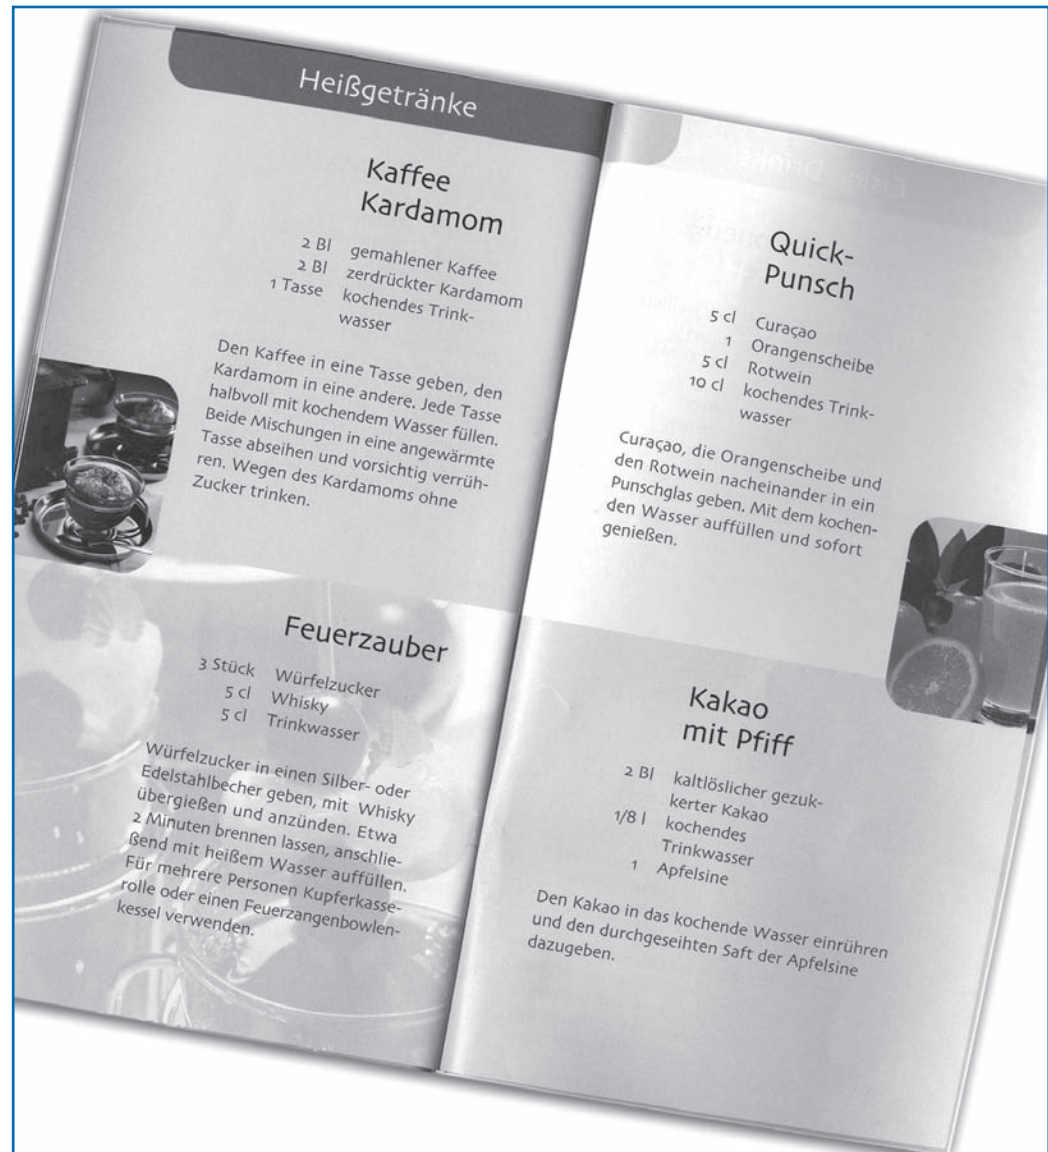 Heißgetränke
Kaffee
Kardamom
2 Bl gemahlener Kaffee
2 Bl zerdrückter Kardamom
1 Tasse kochendes Trink-
wasser
Den Kaffee in eine Tasse geben, den
Kardamom in eine andere. Jede Tasse
halbvoll mit kochendem Wasser füllen.
Beide Mischungen in eine angewärmte
Tasse abseihen und vorsichtig verrüh-
ren. Wegen des Kardamoms ohne
Zucker trinken.
Feuerzauber
3 Stück Würfelzucker
5 cl Whisky
5 cl Trinkwasser
Würfelzucker in einen Silber- oder
Edelstahlbecher geben, mit Whisky
übergießen und anzünden. Etwa
2 Minuten brennen lassen, anschlie-
ßend mit heißem Wasser auffüllen.
Für mehrere Personen Kupferkasse-
rolle oder einen Feuerzangenbowlen-
kessel verwenden.
Quick-
Punsch
5 cl Curaçao
1 Orangenscheibe
5 cl Rotwein
10 cl kochendes Trink-
wasser
Curaçao, die Orangenscheibe und
den Rotwein nacheinander in ein
Punschglas geben. Mit dem kochen-
den Wasser auffüllen und sofort
genießen.
Kakao
mit Pfiff
2 Bl kaltlöslicher gezuk-
kerter Kakao
1/8 l kochendes
Trinkwasser
1 Apfelsine
Den Kakao in das kochende Wasser einrühren
und den durchgeseihten Saft der Apfelsine
dazugeben.